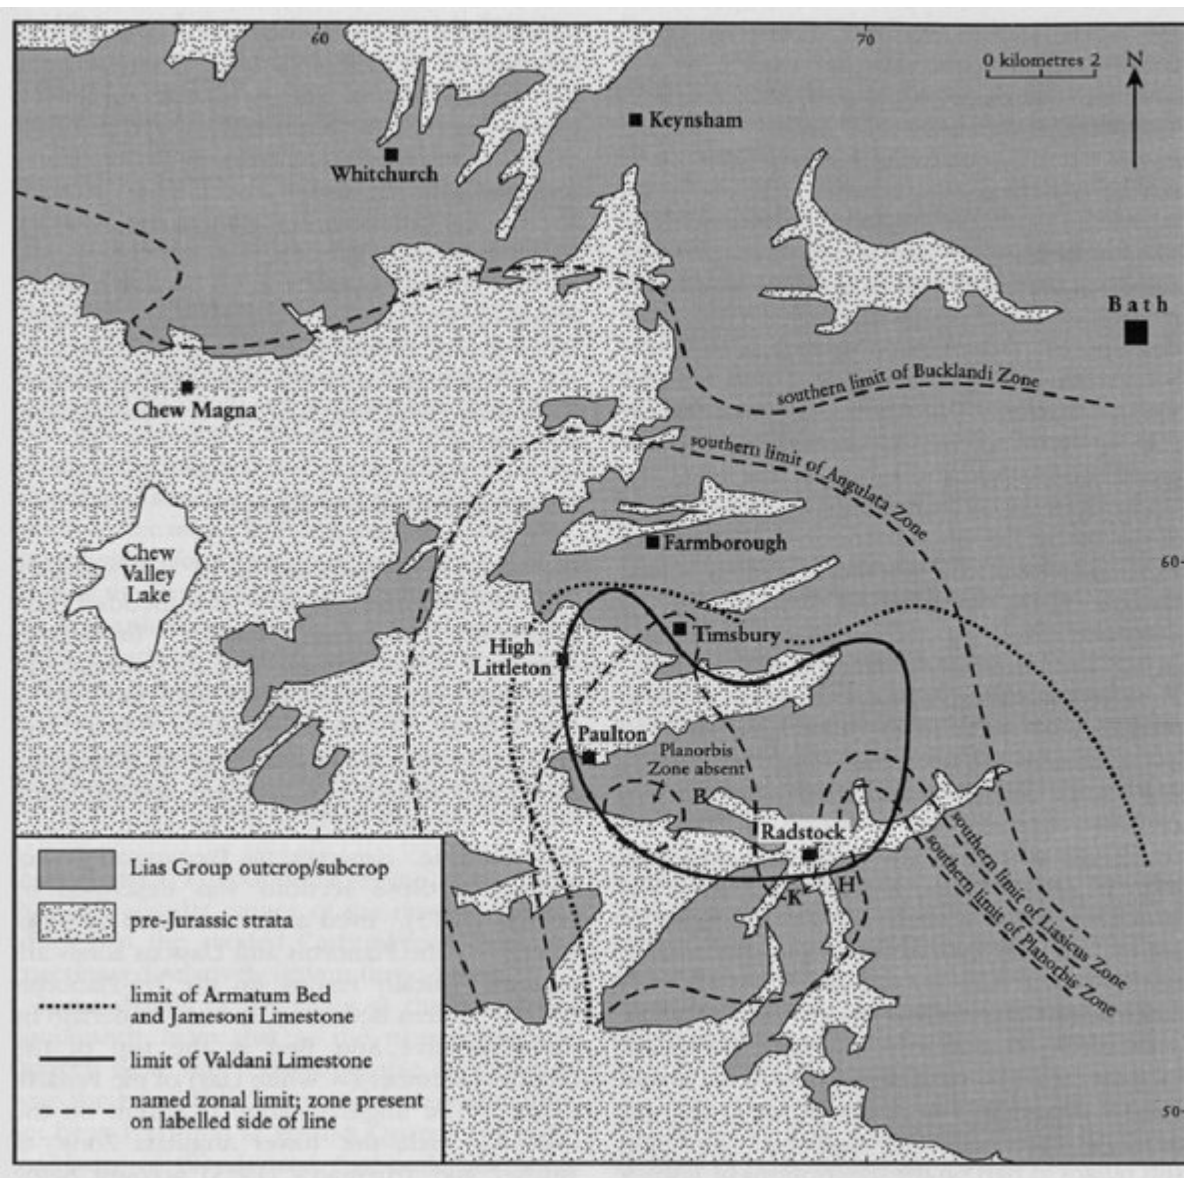 60
70
0 kilometres 2
N
Keynsham
Whitchurch
Bath
southern limit of Bucklandi Zone
Chew Magna
southern limit of Angulata Zone
Chew
Valley
Lake
Farmborough
60
Timsbury
High
Littleton
Paulton
Planorbis
Zone absent
B
Radstock
K
H
southern limit of Liasicus Zone
southern limit of Planorbis Zone
Lias Group outcrop/subcrop
pre-Jurassic strata
limit of Armatum Bed
and Jamesoni Limestone
limit of Valdani Limestone
named zonal limit; zone present
on labelled side of line
50